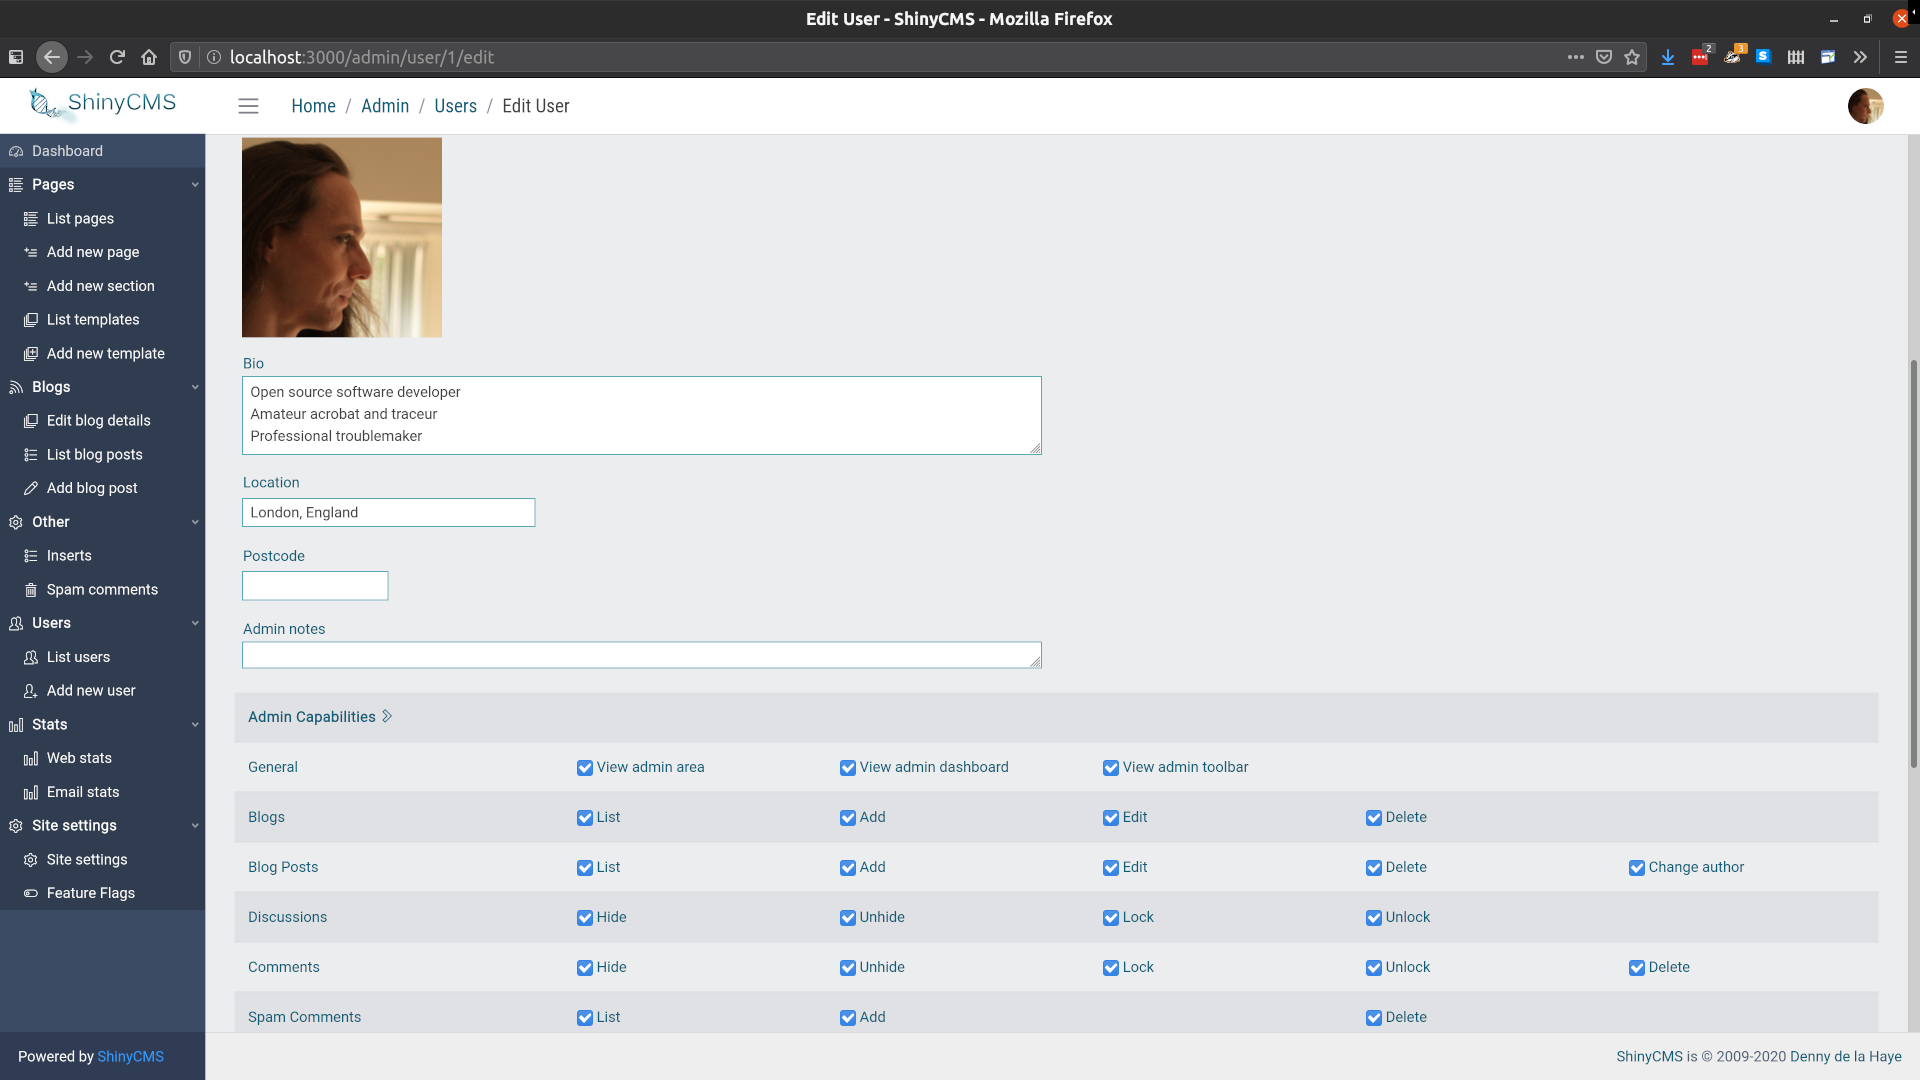 Edit User - ShinyCMS - Mozilla Firefox
localhost:3000/admin/user/1/edit
2
3
S
ShinyCMS
Home / Admin / Users / Edit User
Dashboard
Pages
List pages
Add new page
Add new section
List templates
Add new template
Blogs
Edit blog details
List blog posts
Add blog post
Other
Inserts
Spam comments
Users
List users
Add new user
Stats
Web stats
Email stats
Site settings
Site settings
Feature Flags
Powered by ShinyCMS
Bio
Open source software developer
Amateur acrobat and traceur
Professional troublemaker
Location
London, England
Postcode
Admin notes
Admin Capabilities
General View admin area View admin dashboard View admin toolbar
Blogs List Add Edit Delete
Blog Posts List Add Edit Delete Change author
Discussions Hide Unhide Lock Unlock
Comments Hide Unhide Lock Unlock Delete
Spam Comments List Add Delete
ShinyCMS is © 2009-2020 Denny de la Haye